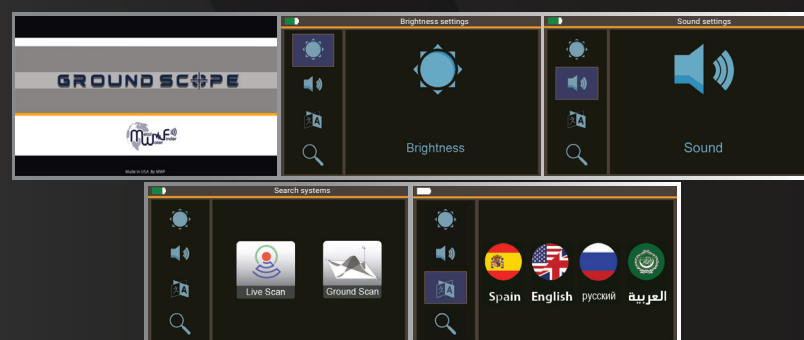 GROUND SCOPE
MWF
Made in USA By MWF
Brightness settings
Brightness
Sound settings
Sound
Search systems
Live Scan
Ground Scan
Spain
English
русский
العربية